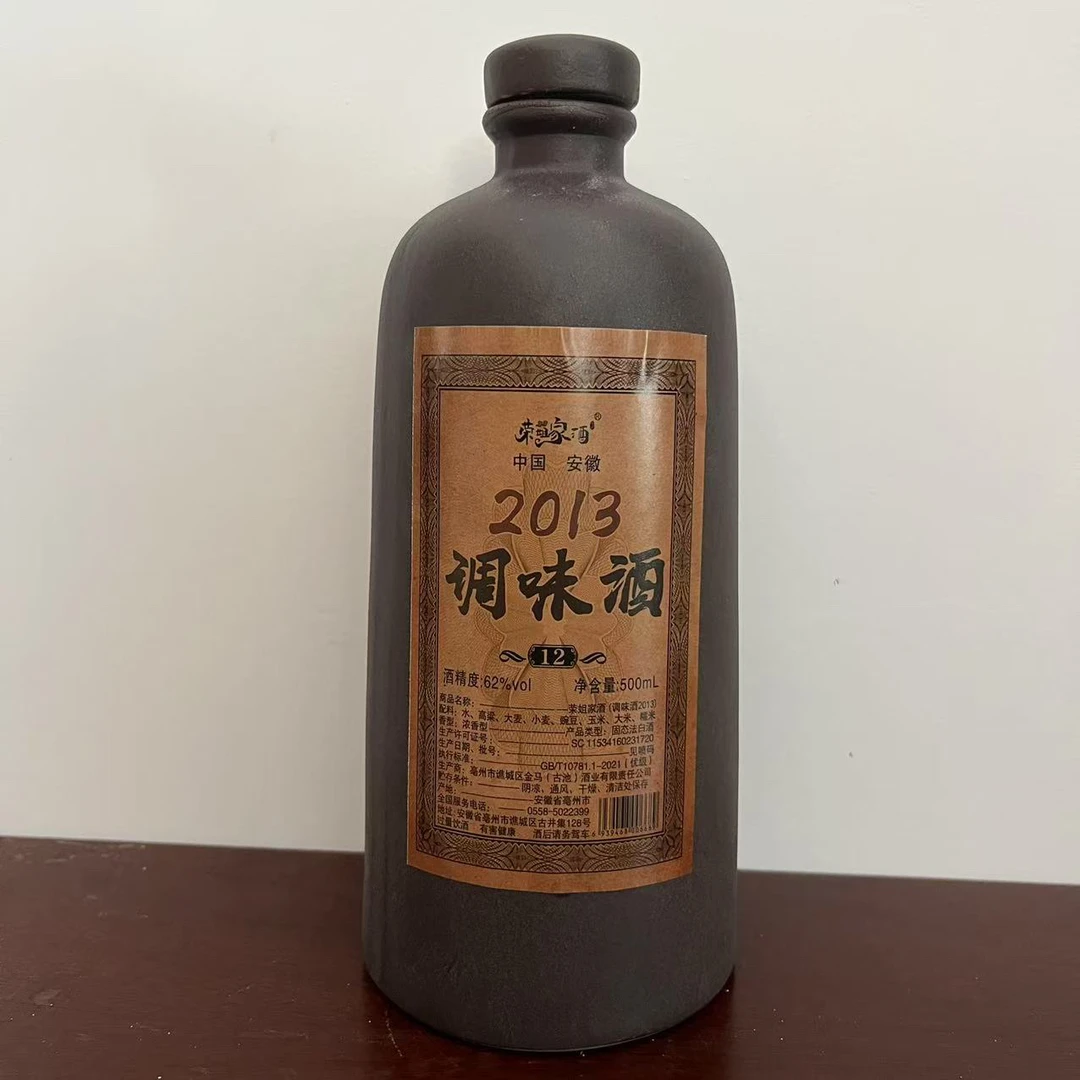 荣姐家酒®
中国 安徽
2013
调味酒
12
酒精度:62%vol 净含量:500mL
商品名称: 荣姐家酒(调味酒2013)
配料: 水、高粱、大麦、小麦、豌豆、玉米、大米、糯米
香型: 浓香型 产品类型: 固态法白酒
生产许可证号: SC11534160231720
生产日期、批号: 见喷码
执行标准: GB/T10781.1-2021(优级)
生产商: 亳州市谯城区金马(古池)酒业有限责任公司
贮存条件: 阴凉、通风、干燥、清洁处保存
产地: 安徽省亳州市
全国服务电话: 0558-5022399
地址: 安徽省亳州市谯城区古井集128号
过量饮酒 有害健康 酒后请务驾车